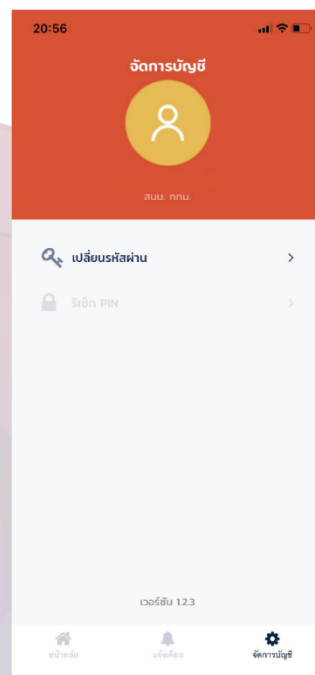 20:56
จัดการบัญชี
สนบ. กทม.
เปลี่ยนรหัสผ่าน
รีเซ็ท PIN
เวอร์ชัน 1.2.3
หน้าหลัก
แจ้งเตือน
จัดการบัญชี